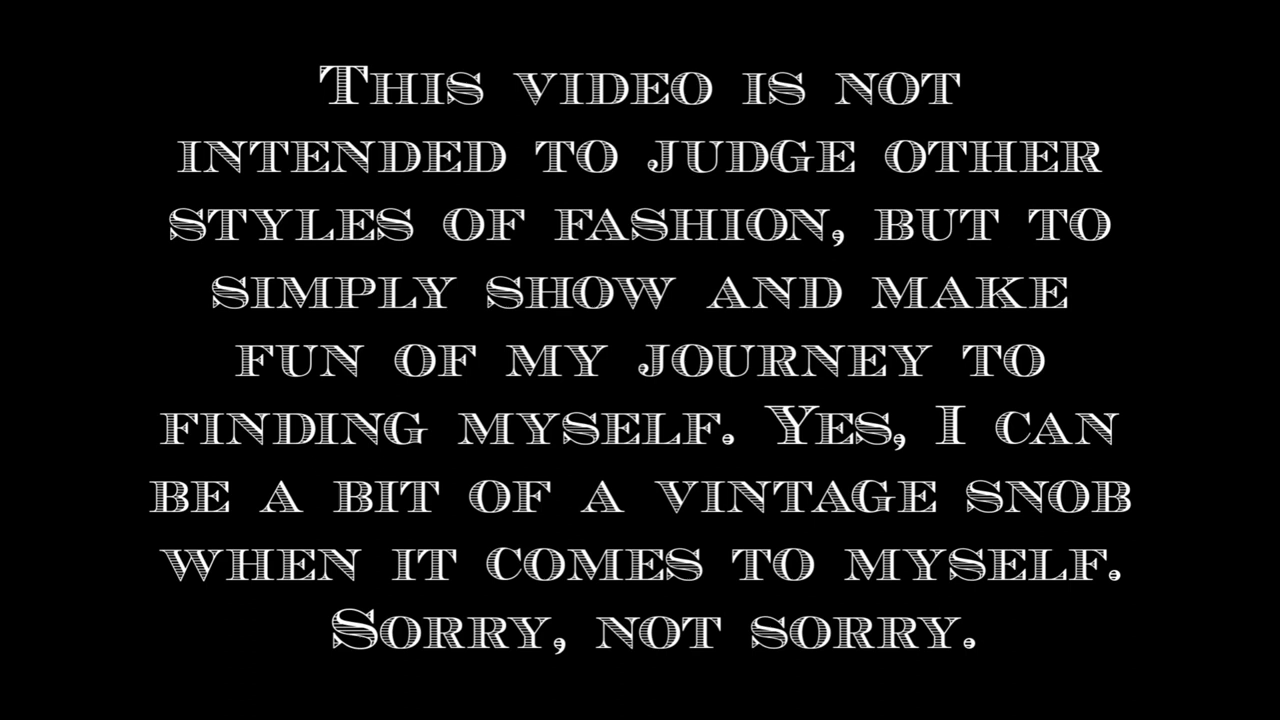 This video is not
intended to judge other
styles of fashion, but to
simply show and make
fun of my journey to
finding myself. Yes, I can
be a bit of a vintage snob
when it comes to myself.
Sorry, not sorry.